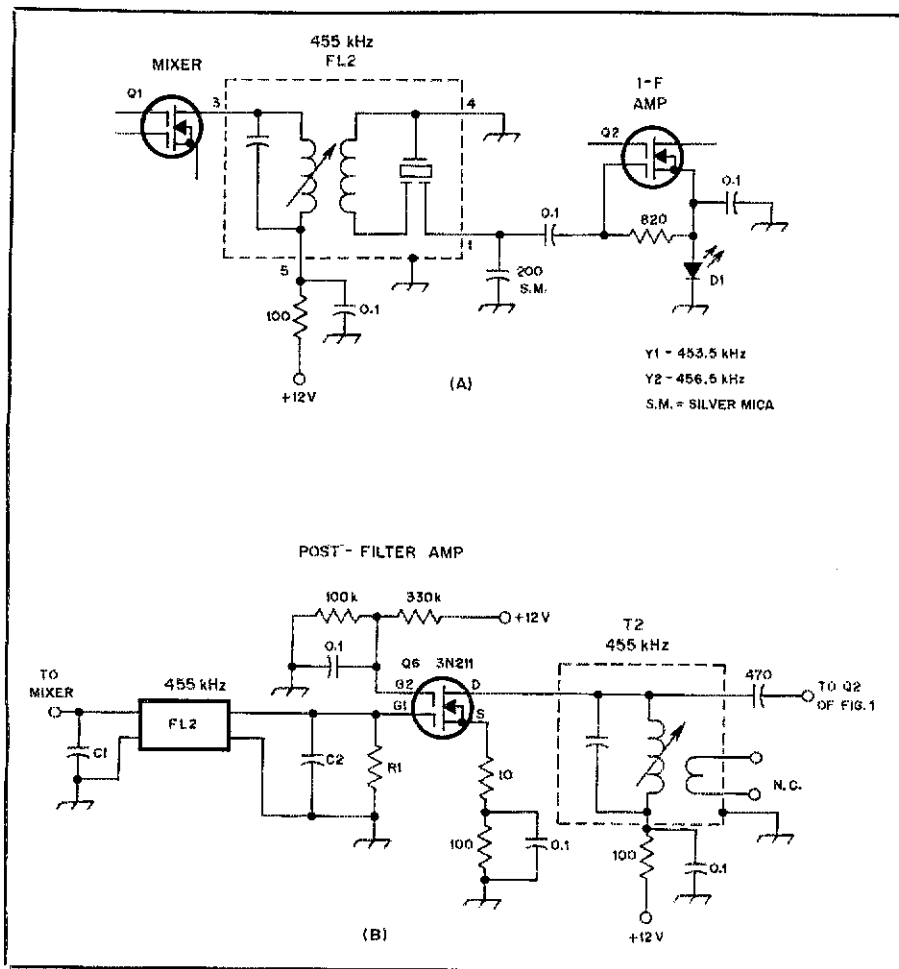 455 kHz
FL2
MIXER
Q1
3
4
5
1
100
0.1
+12V
200
S.M.
0.1
I-F
AMP
Q2
820
0.1
D1
(A)
Y1 - 453.5 kHz
Y2 - 456.5 kHz
S.M. = SILVER MICA
POST - FILTER AMP
100k
330k
+12V
0.1
Q6
3N211
G2
G1
D
S
TO
MIXER
C1
455 kHz
FL2
C2
R1
10
100
0.1
T2
455 kHz
470
TO Q2
OF FIG. 1
N.C.
100
0.1
+12V
(B)